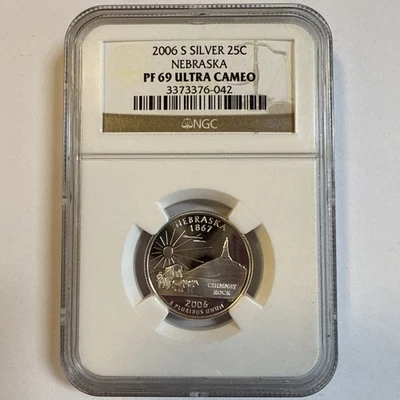 2006 S SILVER 25C
NEBRASKA
PF 69 ULTRA CAMEO
3373376-042
NGC
NEBRASKA
1867
CHIMNEY
ROCK
2006
E PLURIBUS UNUM